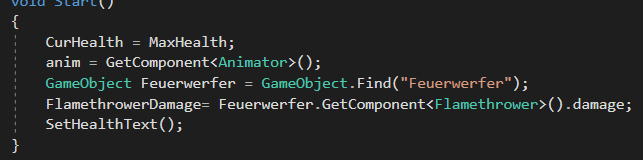 void Start()
{
CurHealth = MaxHealth;
anim = GetComponent<Animator>();
GameObject Feuerwerfer = GameObject.Find("Feuerwerfer");
FlamethrowerDamage= Feuerwerfer.GetComponent<Flamethrower>().damage;
SetHealthText();
}